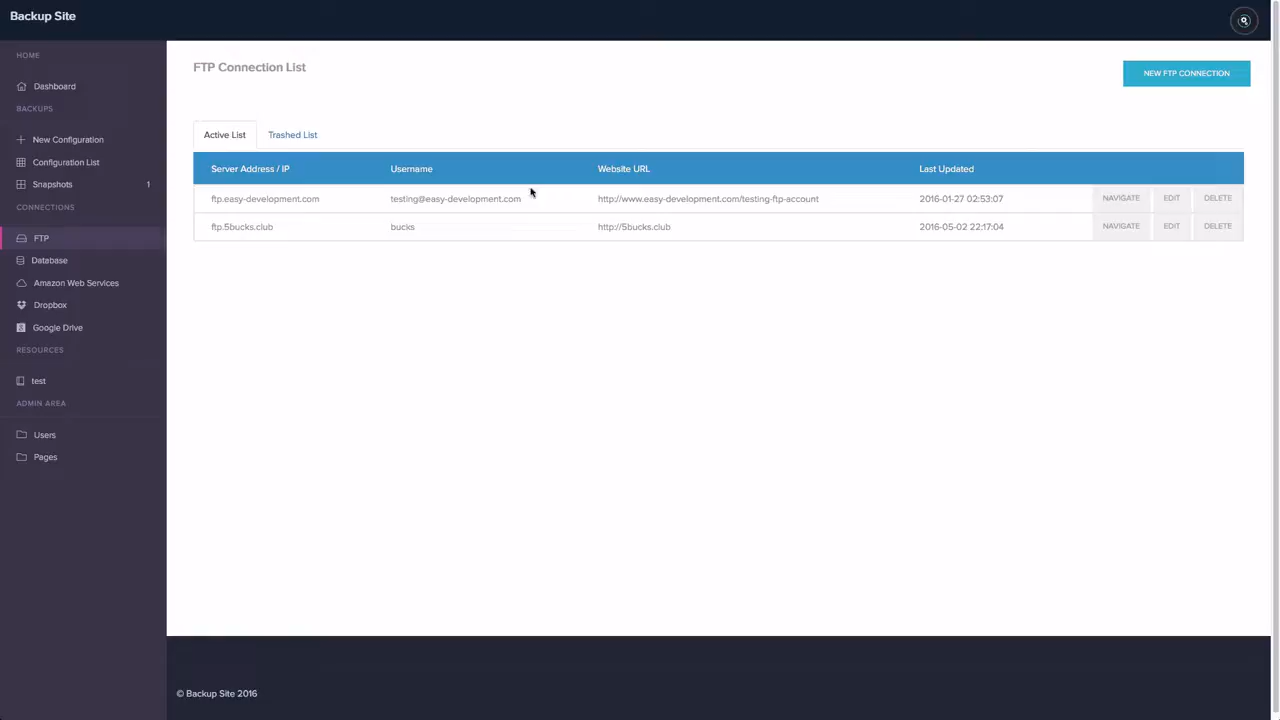 Backup Site
HOME
Dashboard
BACKUPS
New Configuration
Configuration List
Snapshots 1
CONNECTIONS
FTP
Database
Amazon Web Services
Dropbox
Google Drive
RESOURCES
test
ADMIN AREA
Users
Pages
FTP Connection List
NEW FTP CONNECTION
Active List Trashed List
Server Address / IP Username Website URL Last Updated
ftp.easy-development.com testing@easy-development.com http://www.easy-development.com/testing-ftp-account 2016-01-27 02:53:07 NAVIGATE EDIT DELETE
ftp.5bucks.club bucks http://5bucks.club 2016-05-02 22:17:04 NAVIGATE EDIT DELETE
© Backup Site 2016